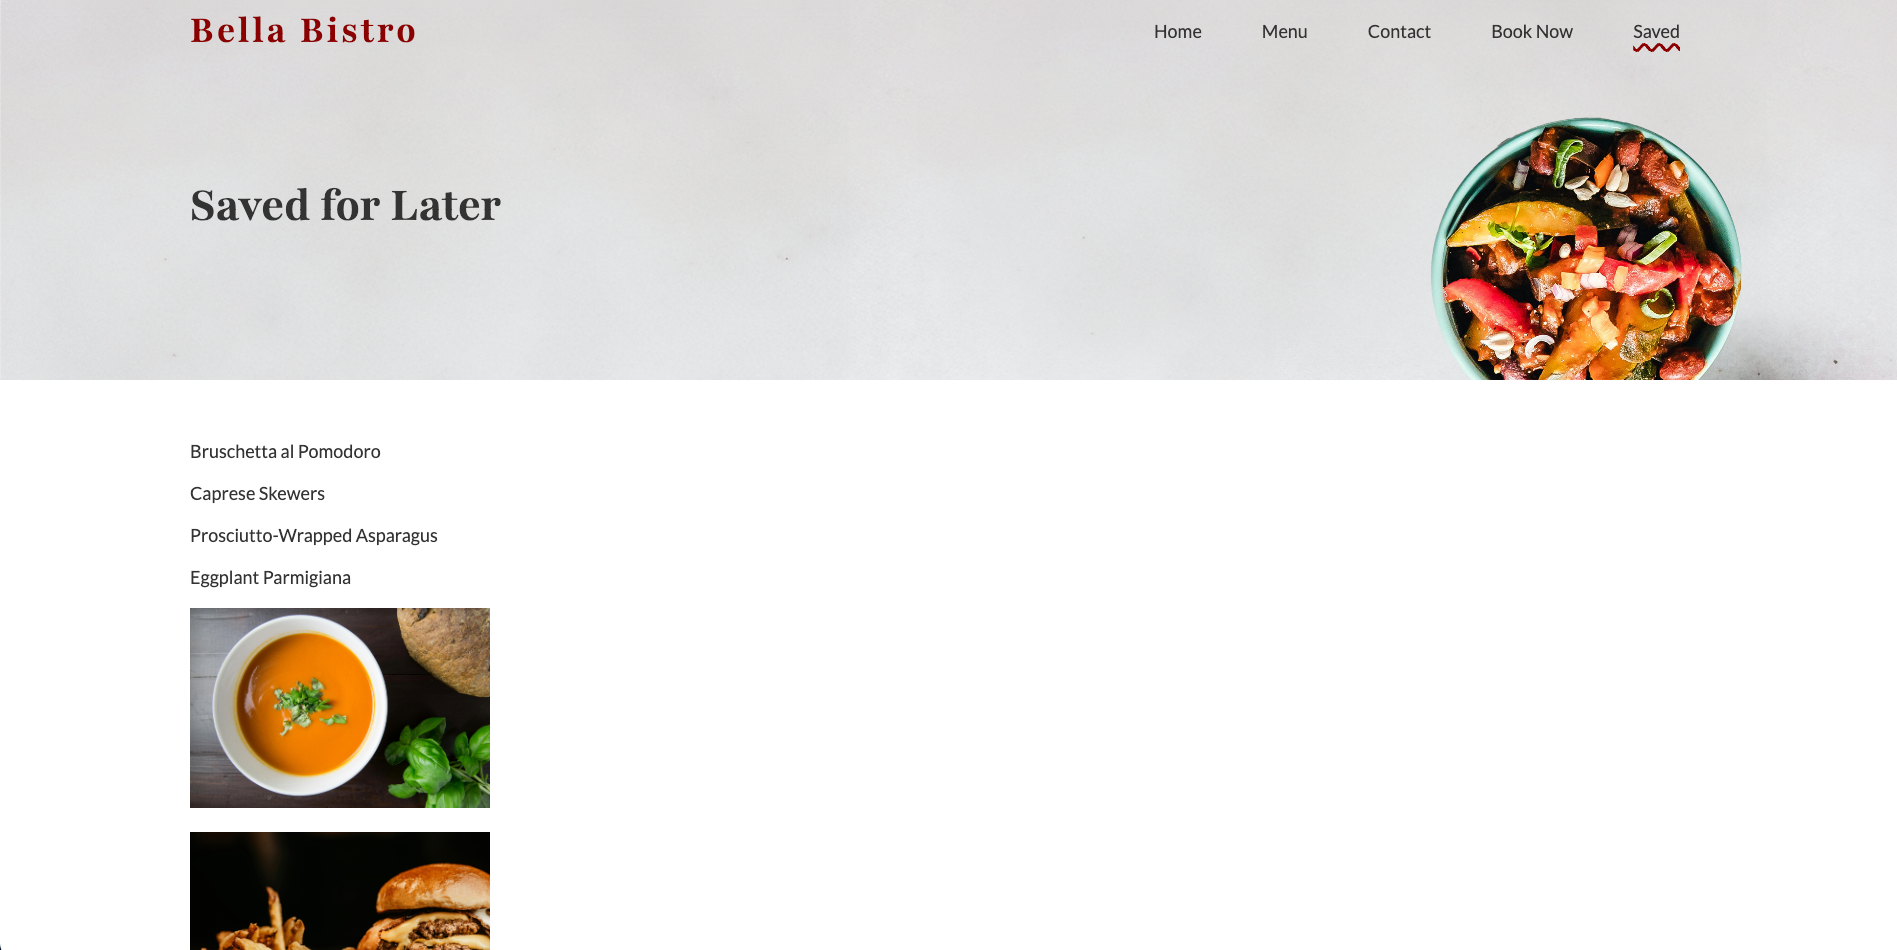 Bella Bistro
Home Menu Contact Book Now Saved
Saved for Later
Bruschetta al Pomodoro
Caprese Skewers
Prosciutto-Wrapped Asparagus
Eggplant Parmigiana